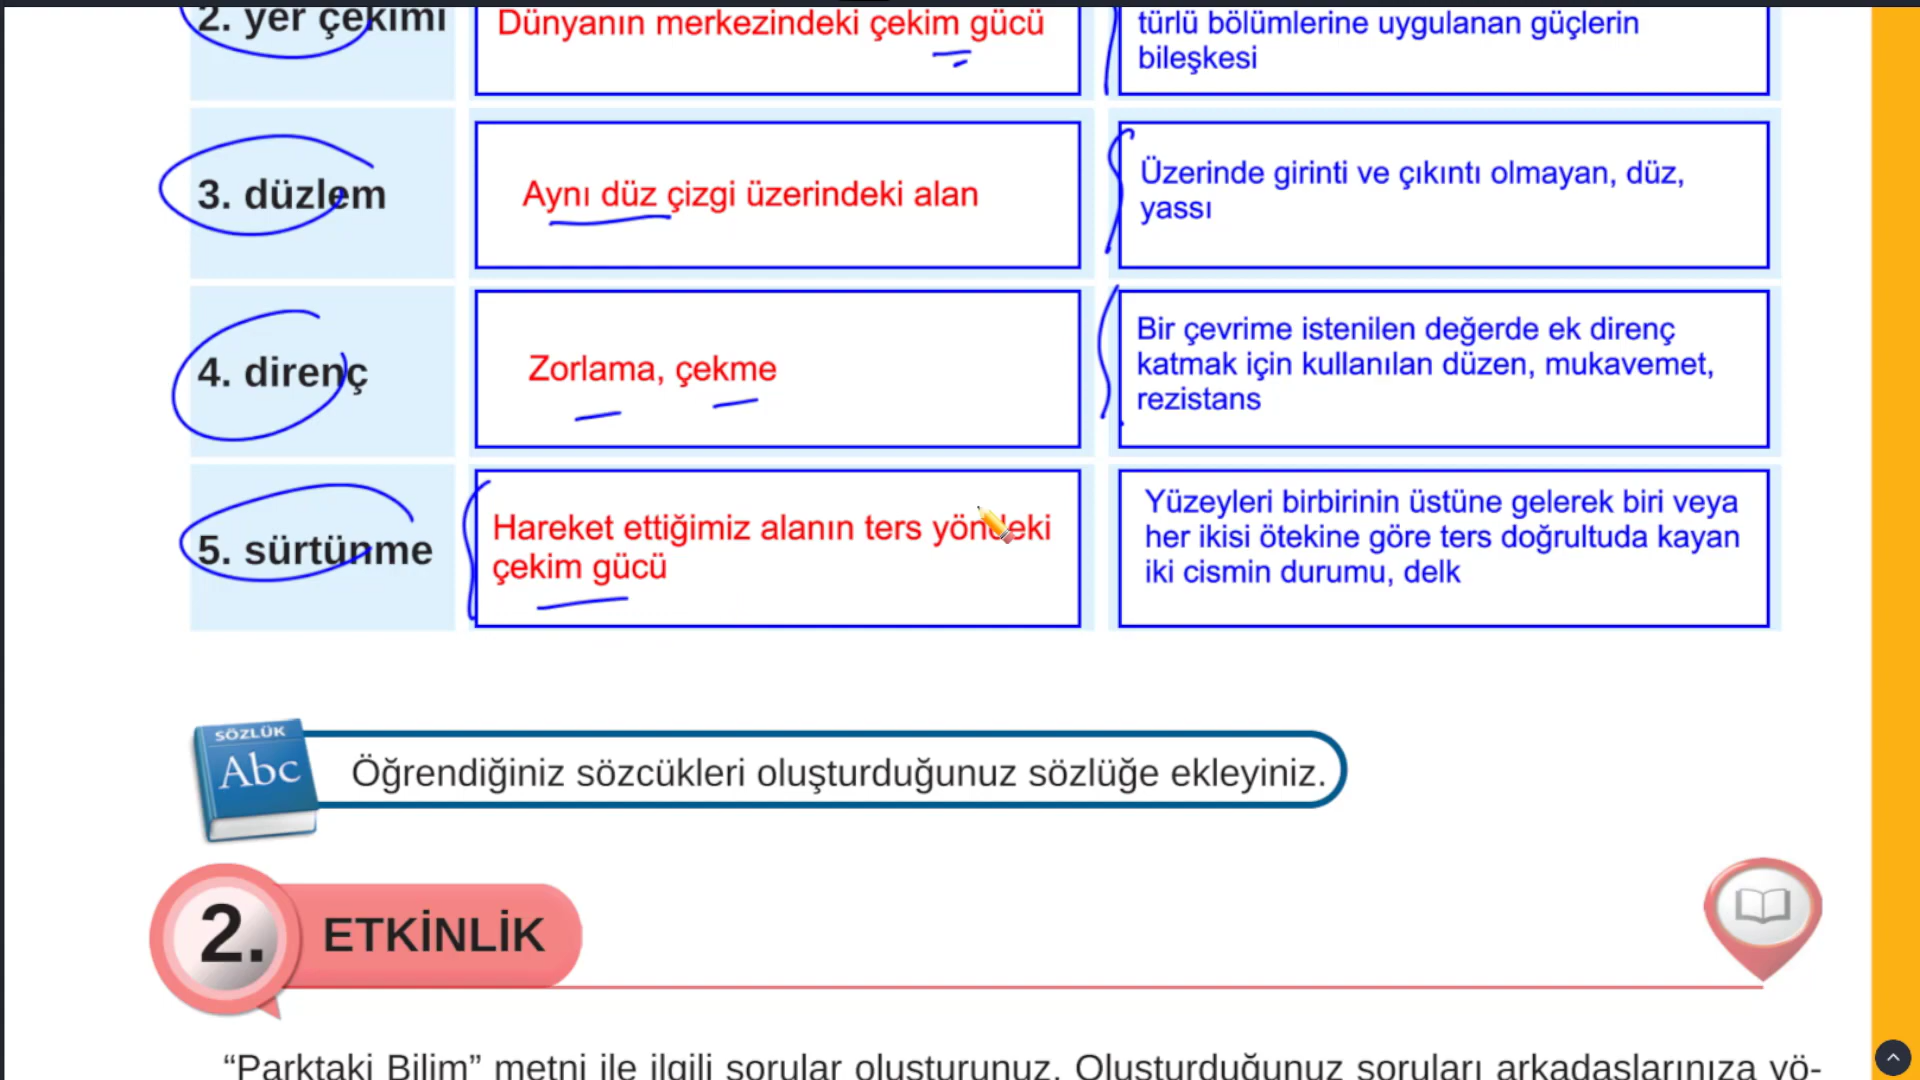 2. yer çekimi
Dünyanın merkezindeki çekim gücü
türlü bölümlerine uygulanan güçlerin
bileşkesi
3. düzlem
Aynı düz çizgi üzerindeki alan
Üzerinde girinti ve çıkıntı olmayan, düz,
yassı
4. direnç
Zorlama, çekme
Bir çevrime istenilen değerde ek direnç
katmak için kullanılan düzen, mukavemet,
rezistans
5. sürtünme
Hareket ettiğimiz alanın ters yöndeki
çekim gücü
Yüzeyleri birbirinin üstüne gelerek biri veya
her ikisi ötekine göre ters doğrultuda kayan
iki cismin durumu, delk
SÖZLÜK
Abc
Öğrendiğiniz sözcükleri oluşturduğunuz sözlüğe ekleyiniz.
2. ETKİNLİK
“Parktaki Bilim” metni ile ilgili sorular oluşturunuz. Oluşturduğunuz soruları arkadaşlarınıza yö-